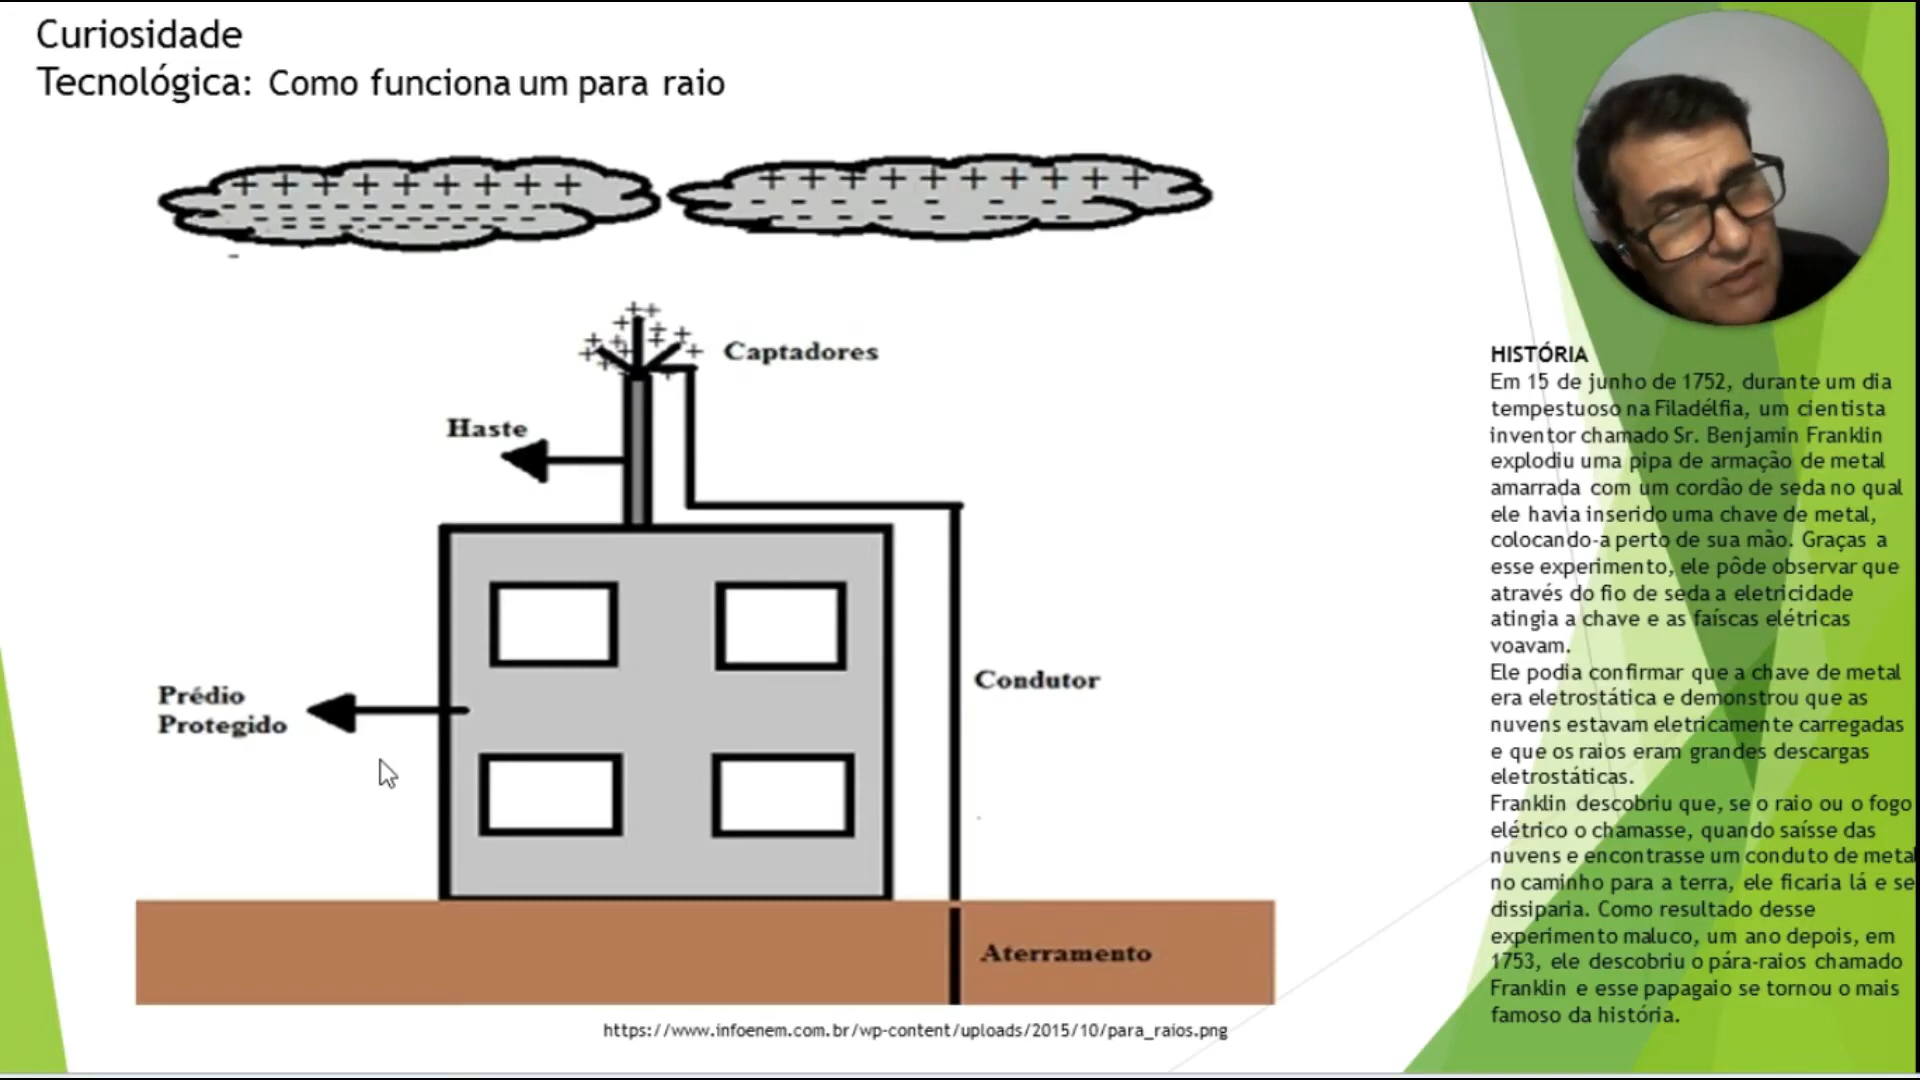 Curiosidade
Tecnológica: Como funciona um para raio
Captadores
Haste
Prédio
Protegido
Condutor
Aterramento
https://www.infoenem.com.br/wp-content/uploads/2015/10/para_raios.png
HISTÓRIA
Em 15 de junho de 1752, durante um dia
tempestuoso na Filadélfia, um cientista
inventor chamado Sr. Benjamin Franklin
explodiu uma pipa de armação de metal
amarrada com um cordão de seda no qual
ele havia inserido uma chave de metal,
colocando-a perto de sua mão. Graças a
esse experimento, ele pôde observar que
através do fio de seda a eletricidade
atingia a chave e as faíscas elétricas
voavam.
Ele podia confirmar que a chave de metal
era eletrostática e demonstrou que as
nuvens estavam eletricamente carregadas
e que os raios eram grandes descargas
eletrostáticas.
Franklin descobriu que, se o raio ou o fogo
elétrico o chamasse, quando saísse das
nuvens e encontrasse um conduto de metal
no caminho para a terra, ele ficaria lá e se
dissiparia. Como resultado desse
experimento maluco, um ano depois, em
1753, ele descobriu o pára-raios chamado
Franklin e esse papagaio se tornou o mais
famoso da história.